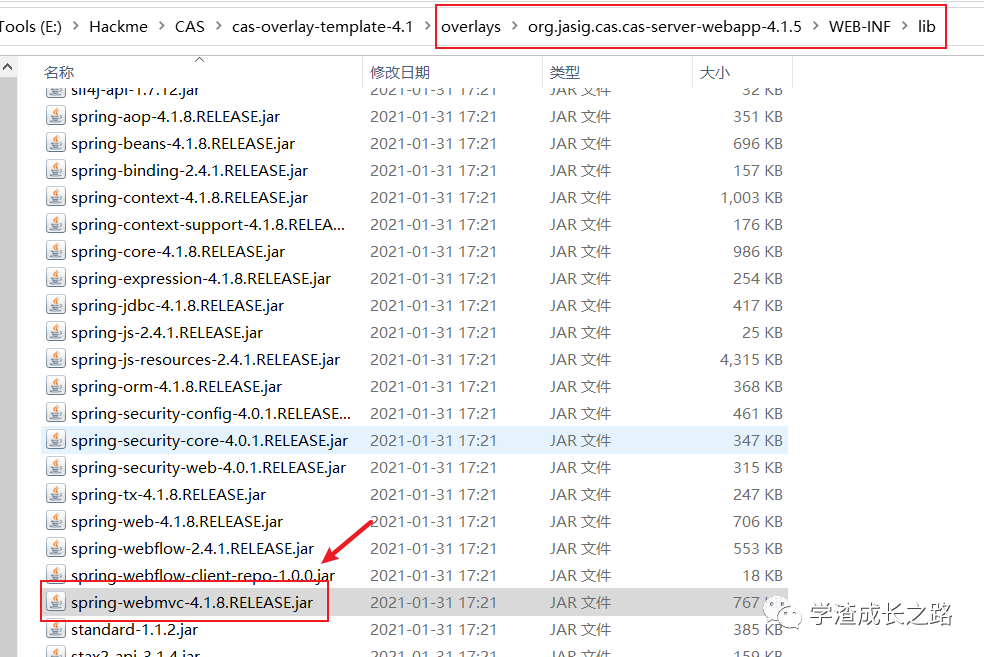 Tools (E:) > Hackme > CAS > cas-overlay-template-4.1 > overlays > org.jasig.cas.cas-server-webapp-4.1.5 > WEB-INF > lib
名称 修改日期 类型 大小
slf4j-api-1.7.12.jar 2021-01-31 17:21 JAR 文件 32 KB
spring-aop-4.1.8.RELEASE.jar 2021-01-31 17:21 JAR 文件 351 KB
spring-beans-4.1.8.RELEASE.jar 2021-01-31 17:21 JAR 文件 696 KB
spring-binding-2.4.1.RELEASE.jar 2021-01-31 17:21 JAR 文件 157 KB
spring-context-4.1.8.RELEASE.jar 2021-01-31 17:21 JAR 文件 1,003 KB
spring-context-support-4.1.8.RELEA... 2021-01-31 17:21 JAR 文件 176 KB
spring-core-4.1.8.RELEASE.jar 2021-01-31 17:21 JAR 文件 986 KB
spring-expression-4.1.8.RELEASE.jar 2021-01-31 17:21 JAR 文件 254 KB
spring-jdbc-4.1.8.RELEASE.jar 2021-01-31 17:21 JAR 文件 417 KB
spring-js-2.4.1.RELEASE.jar 2021-01-31 17:21 JAR 文件 25 KB
spring-js-resources-2.4.1.RELEASE.jar 2021-01-31 17:21 JAR 文件 4,315 KB
spring-orm-4.1.8.RELEASE.jar 2021-01-31 17:21 JAR 文件 368 KB
spring-security-config-4.0.1.RELEASE... 2021-01-31 17:21 JAR 文件 461 KB
spring-security-core-4.0.1.RELEASE.jar 2021-01-31 17:21 JAR 文件 347 KB
spring-security-web-4.0.1.RELEASE.jar 2021-01-31 17:21 JAR 文件 315 KB
spring-tx-4.1.8.RELEASE.jar 2021-01-31 17:21 JAR 文件 247 KB
spring-web-4.1.8.RELEASE.jar 2021-01-31 17:21 JAR 文件 706 KB
spring-webflow-2.4.1.RELEASE.jar 2021-01-31 17:21 JAR 文件 553 KB
spring-webflow-client-repo-1.0.0.jar 2021-01-31 17:21 JAR 文件 18 KB
spring-webmvc-4.1.8.RELEASE.jar 2021-01-31 17:21 JAR 文件 767
学渣成长之路
standard-1.1.2.jar 2021-01-31 17:21 JAR 文件 385 KB
stax2-api-3.1.4.jar 2021-01-31 17:21 JAR 文件 159 KB